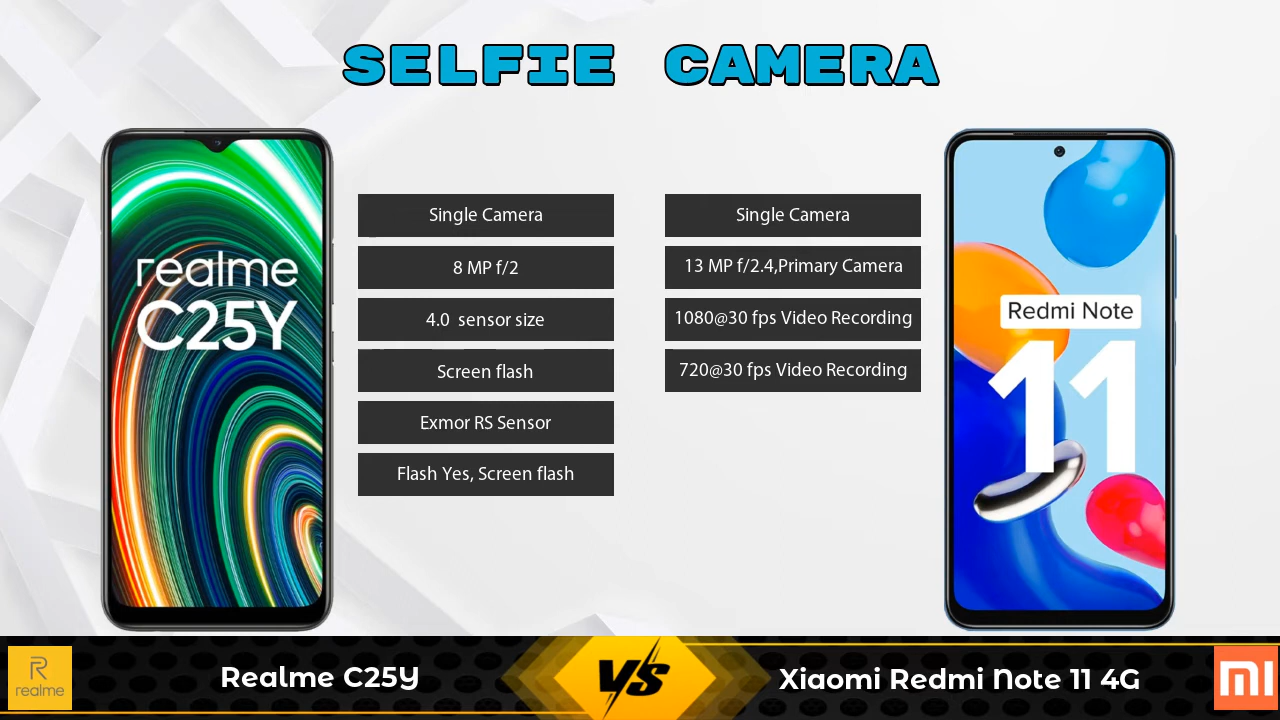 SELFIE CAMERA
realme
C25Y
Single Camera
8 MP f/2
4.0 sensor size
Screen flash
Exmor RS Sensor
Flash Yes, Screen flash
Single Camera
13 MP f/2.4,Primary Camera
1080@30 fps Video Recording
720@30 fps Video Recording
Redmi Note
11
R
realme
Realme C25Y
VS
Xiaomi Redmi Note 11 4G
MI